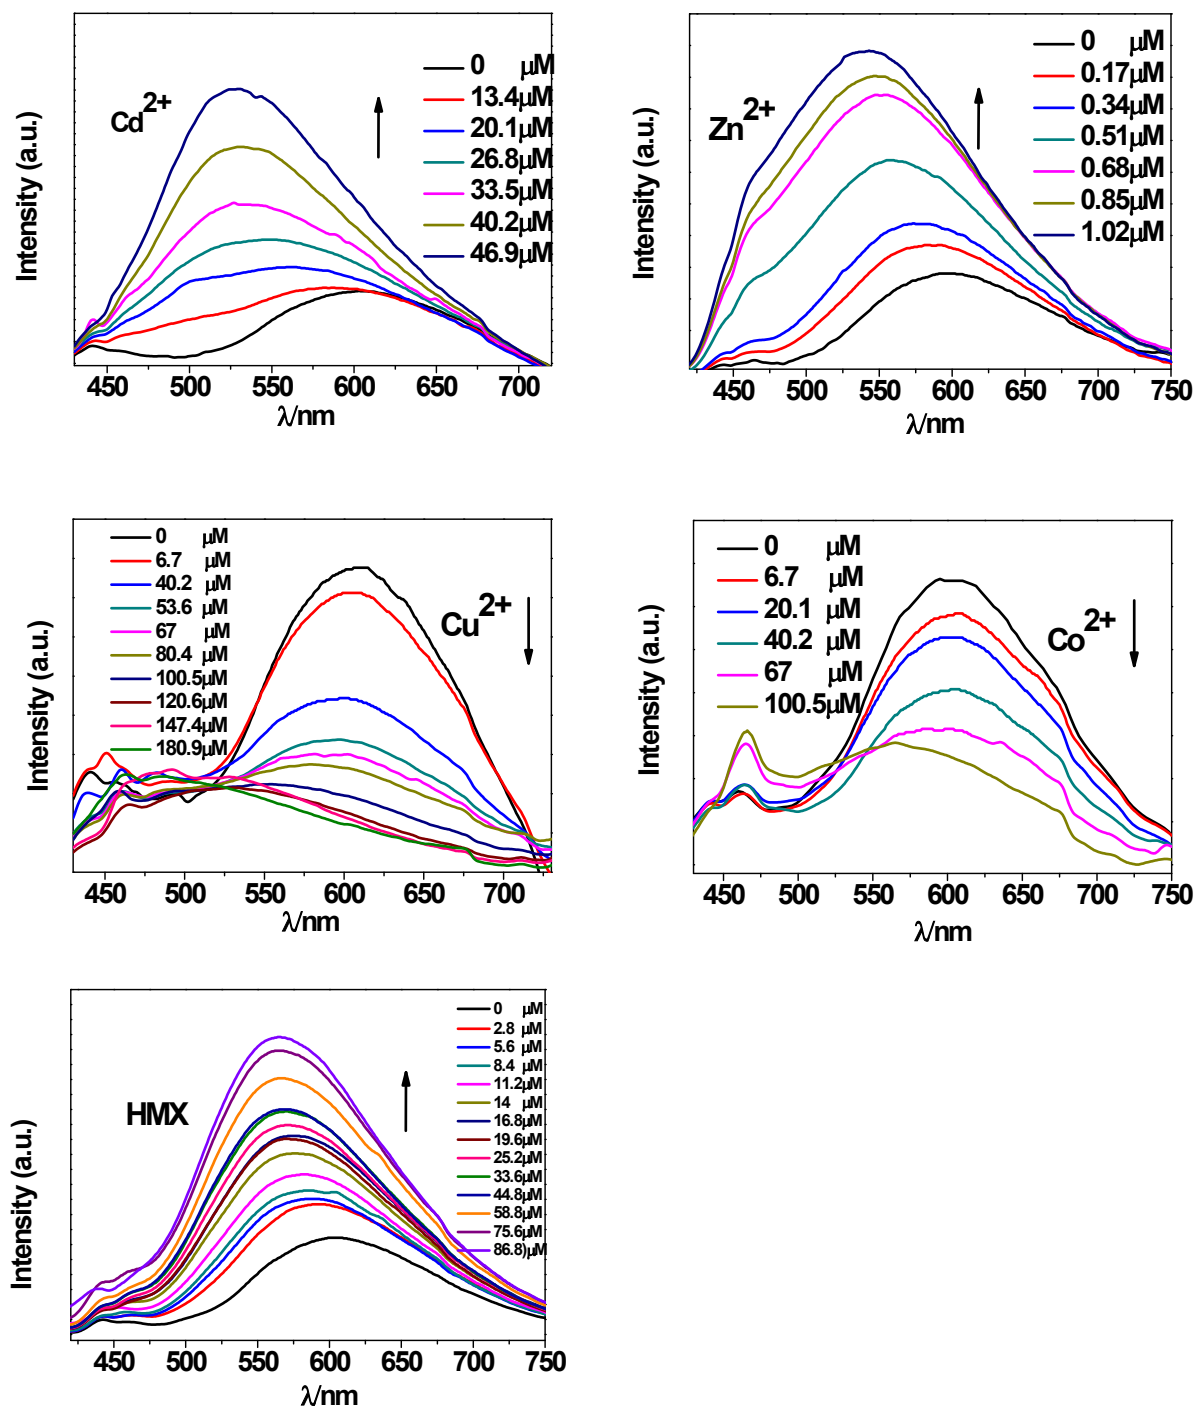 Intensity (a.u.)
Cd2+
0 μM
13.4μM
20.1μM
26.8μM
33.5μM
40.2μM
46.9μM
450 500 550 600 650 700
λ/nm
Intensity (a.u.)
Zn2+
0 μM
0.17μM
0.34μM
0.51μM
0.68μM
0.85μM
1.02μM
450 500 550 600 650 700 750
λ/nm
Intensity (a.u.)
0 μM
6.7 μM
40.2 μM
53.6 μM
67 μM
80.4 μM
100.5μM
120.6μM
147.4μM
180.9μM
Cu2+
450 500 550 600 650 700
λ/nm
Intensity (a.u.)
0 μM
6.7 μM
20.1 μM
40.2 μM
67 μM
100.5μM
Co2+
450 500 550 600 650 700 750
λ/nm
Intensity (a.u.)
HMX
0 μM
2.8 μM
5.6 μM
8.4 μM
11.2μM
14 μM
16.8μM
19.6μM
25.2μM
33.6μM
44.8μM
58.8μM
75.6μM
86.8)μM
450 500 550 600 650 700 750
λ/nm